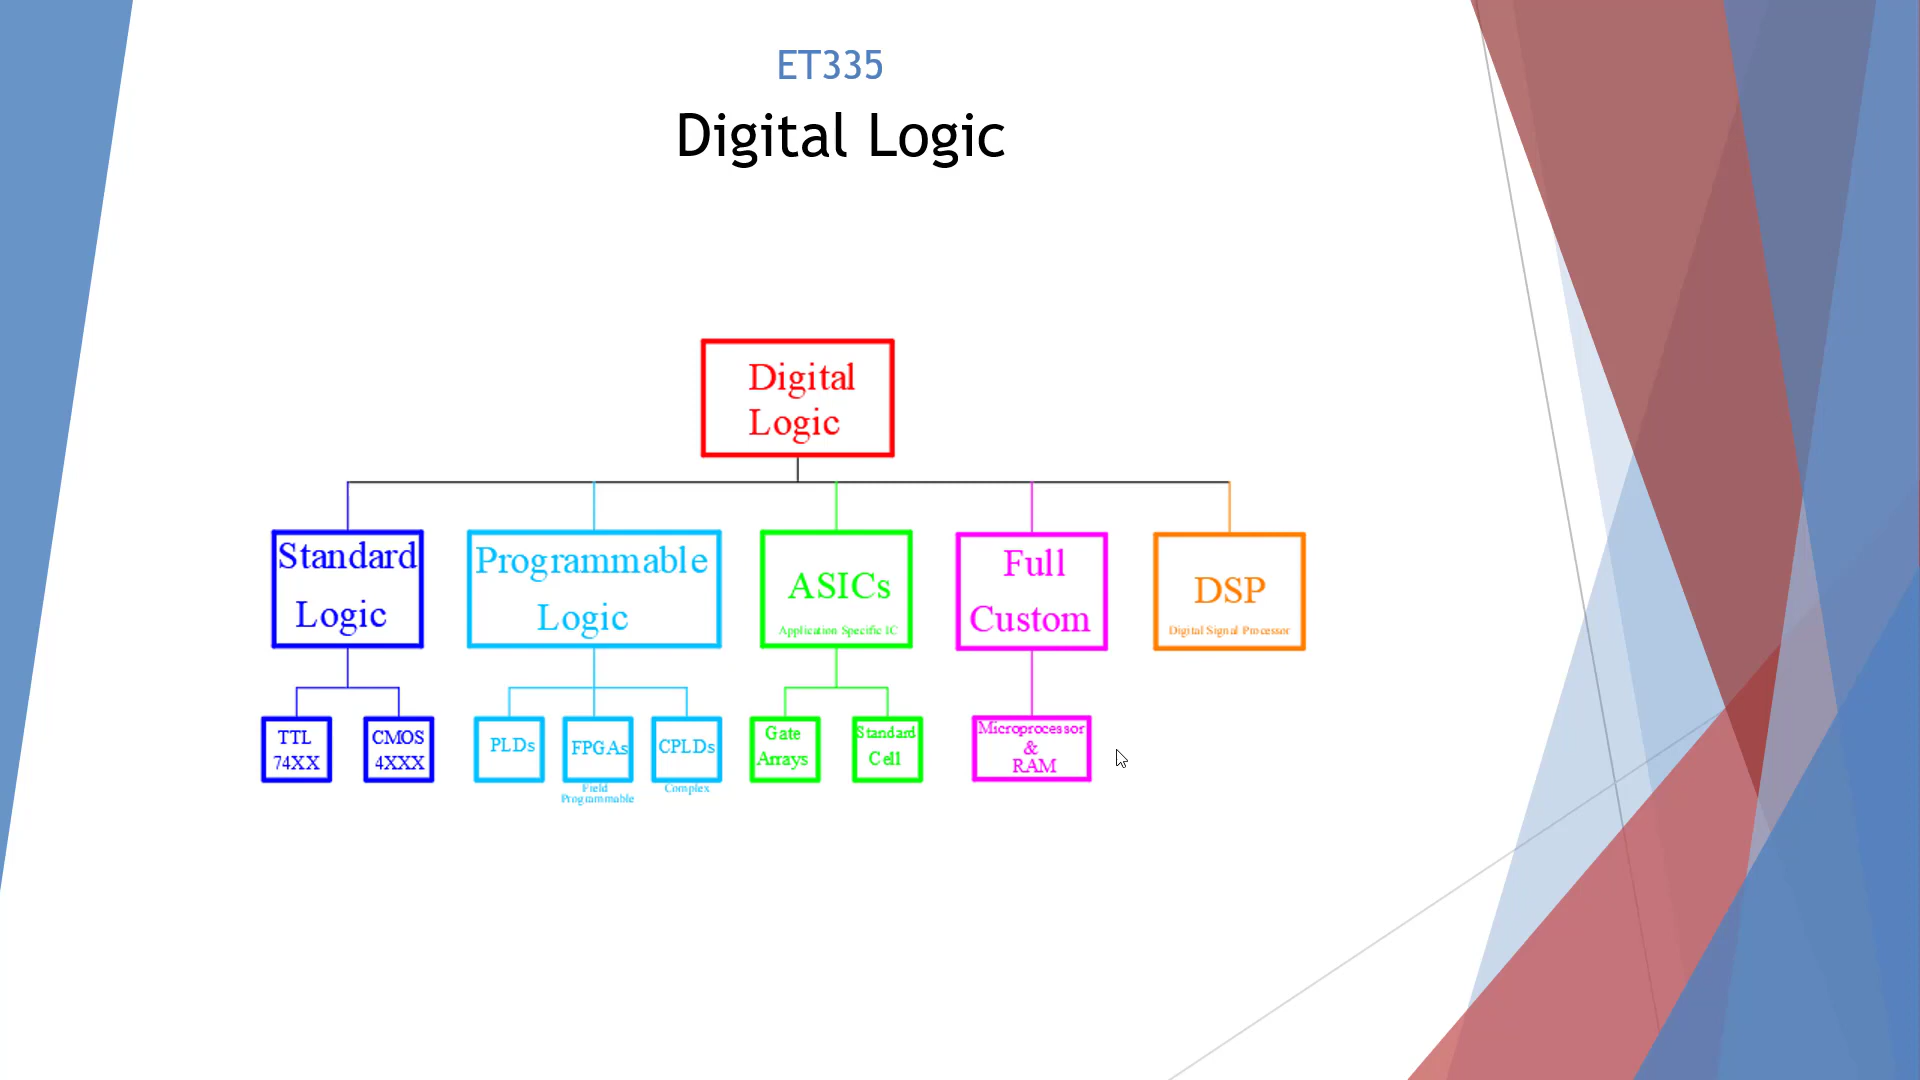 ET335
Digital Logic
Digital
Logic
Standard
Logic
Programmable
Logic
ASICs
Application Specific IC
Full
Custom
DSP
Digital Signal Processor
TTL
74XX
CMOS
4XXX
PLDs
FPGAs
Field
Programmable
CPLDs
Complex
Gate
Arrays
Standard
Cell
Microprocessor
&
RAM